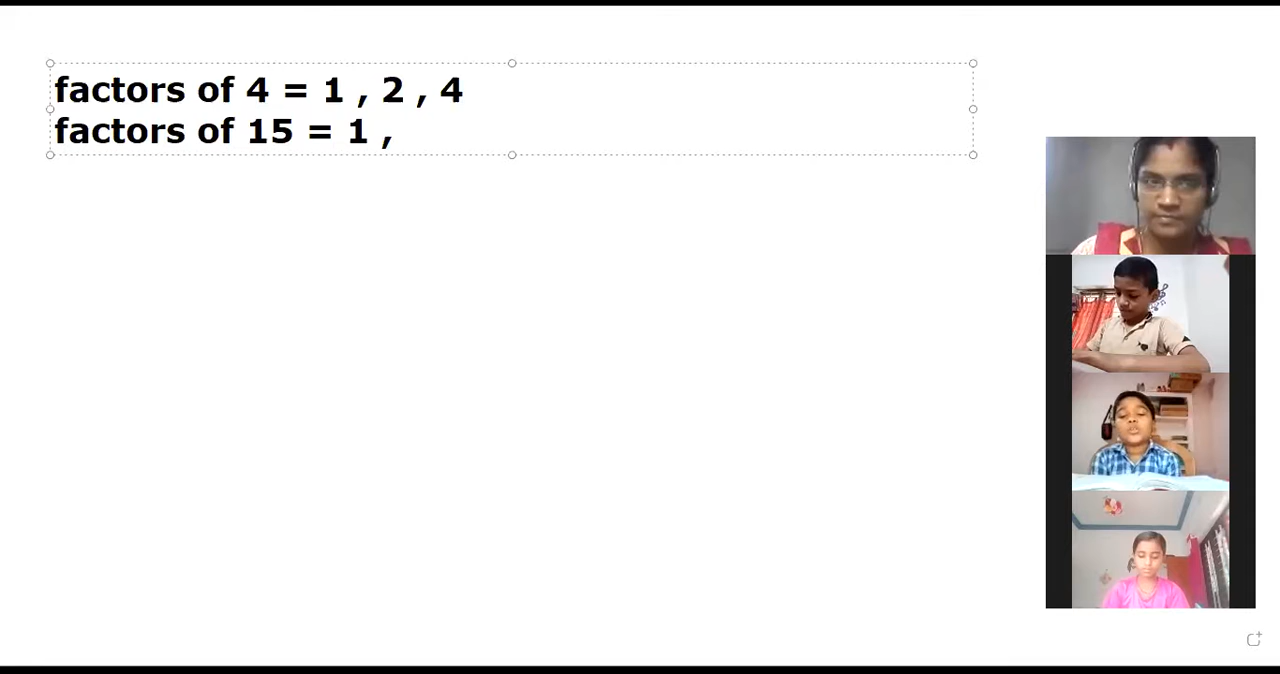 factors of 4 = 1 , 2 , 4
factors of 15 = 1 ,